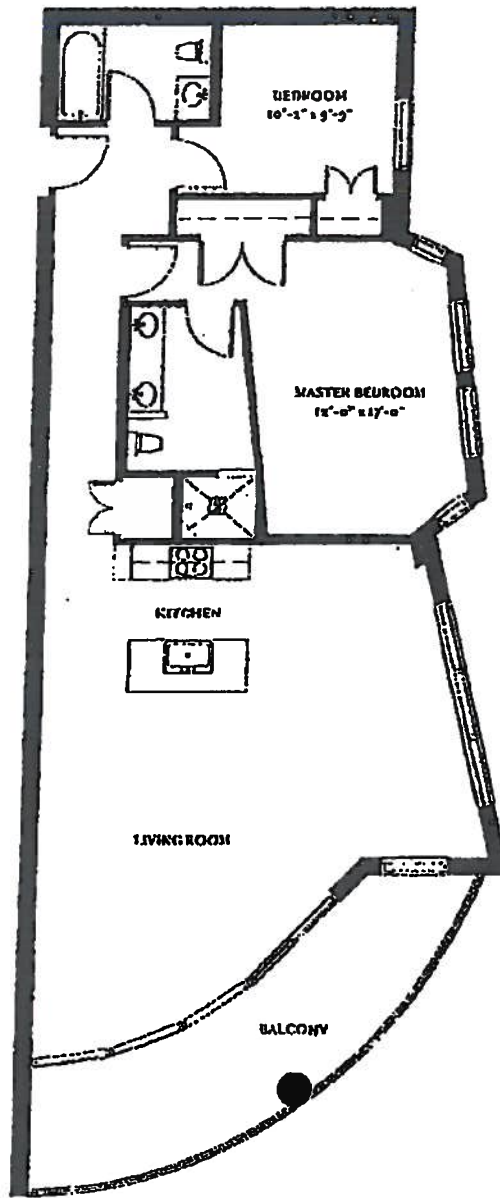 BEDROOM
10'-2" x 9'-9"
MASTER BEDROOM
12'-0" x 17'-0"
KITCHEN
LIVING ROOM
BALCONY